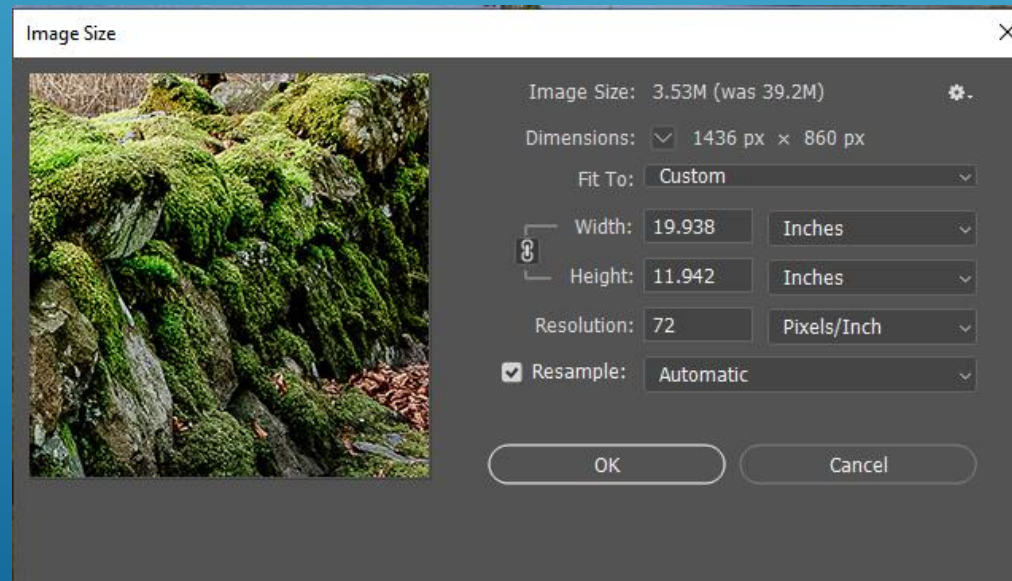 Image Size
Image Size: 3.53M (was 39.2M)
Dimensions: 1436 px × 860 px
Fit To: Custom
Width: 19.938 Inches
Height: 11.942 Inches
Resolution: 72 Pixels/Inch
Resample: Automatic
OK Cancel